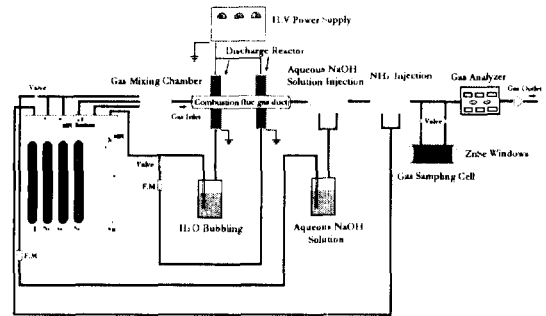 H.V Power Supply
Discharge Reactor
Gas Mixing Chamber
Aqueous NaOH
Solution Injection
NH₃ Injection
Gas Analyzer
Gas Outlet
Valve
Combustion flue gas duct
Gas Inlet
Valve
Valve
ZnSe Windows
Gas Sampling Cell
F.M
H₂O Bubbling
Aqueous NaOH
Solution
F.M